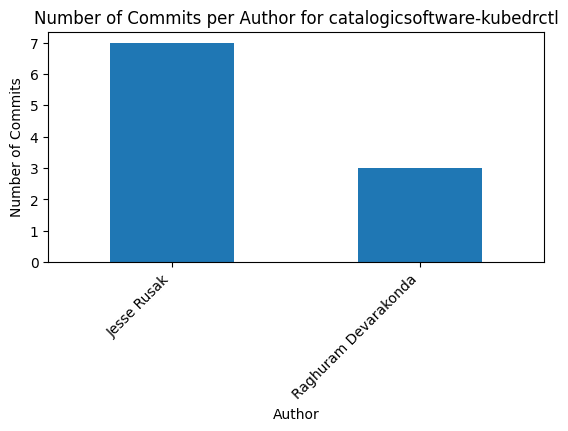 Number of Commits per Author for catalogicsoftware-kubedrctl
7
6
5
4
3
2
1
0
Number of Commits
Jesse Rusak
Raghuram Devarakonda
Author